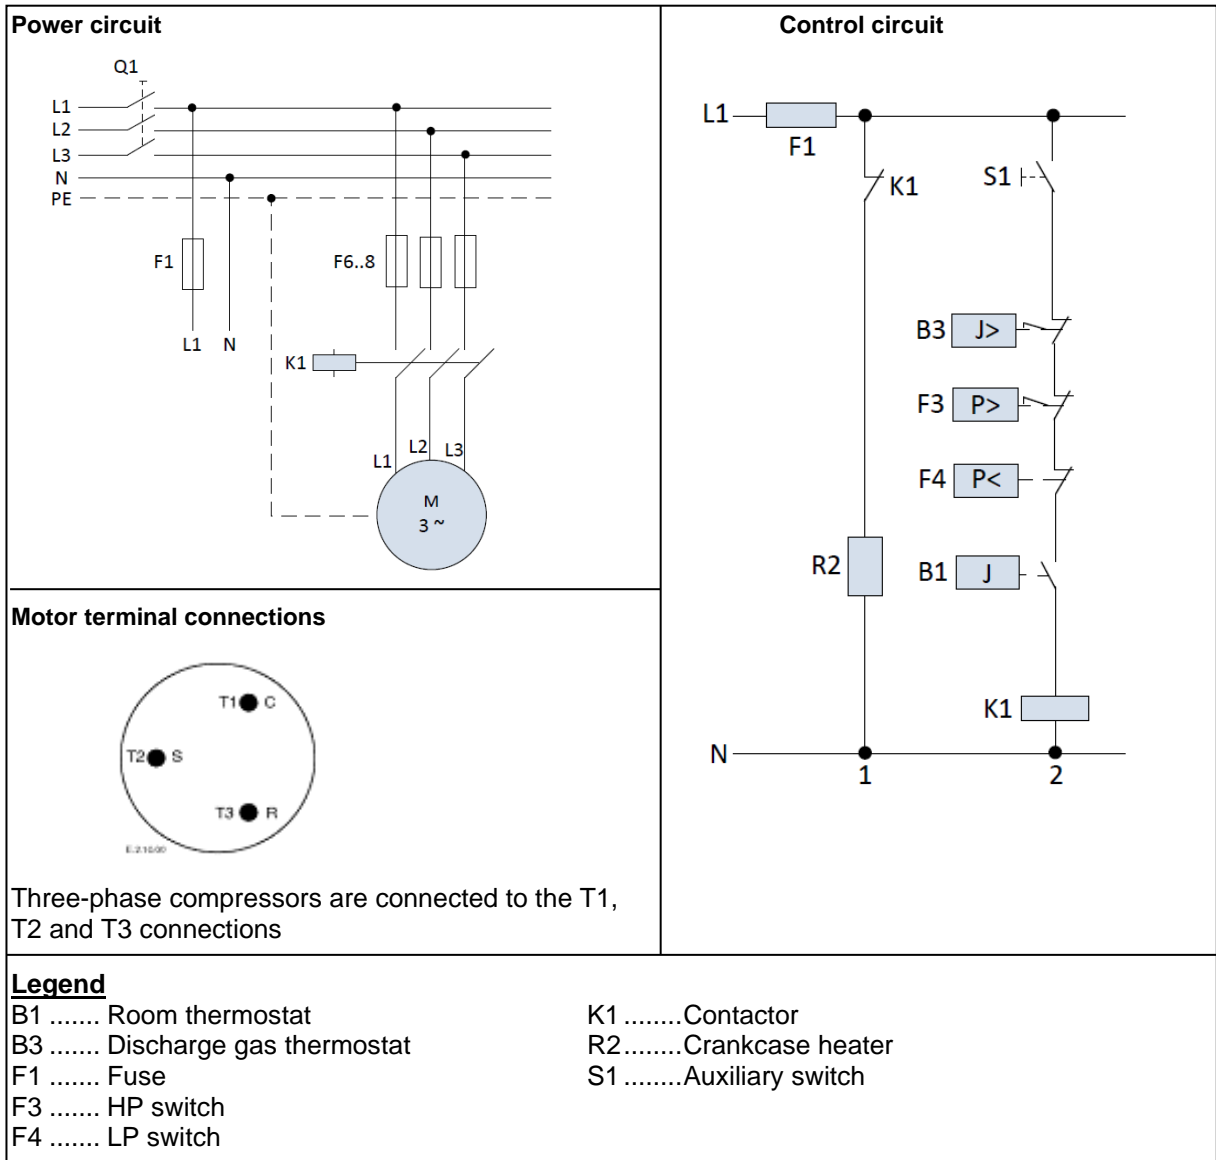 Power circuit
Q1
L1
L2
L3
N
PE
F1
F6..8
L1 N
K1
L1 L2 L3
M
3 ~
Control circuit
L1
F1
K1
S1
B3 J>
F3 P>
F4 P<
R2
B1 J
K1
N
1 2
Motor terminal connections
T1 C
T2 S
T3 R
E.2.10.00
Three-phase compressors are connected to the T1,
T2 and T3 connections
Legend
B1 ....... Room thermostat
B3 ....... Discharge gas thermostat
F1 ....... Fuse
F3 ....... HP switch
F4 ....... LP switch
K1 ........Contactor
R2........Crankcase heater
S1 ........Auxiliary switch